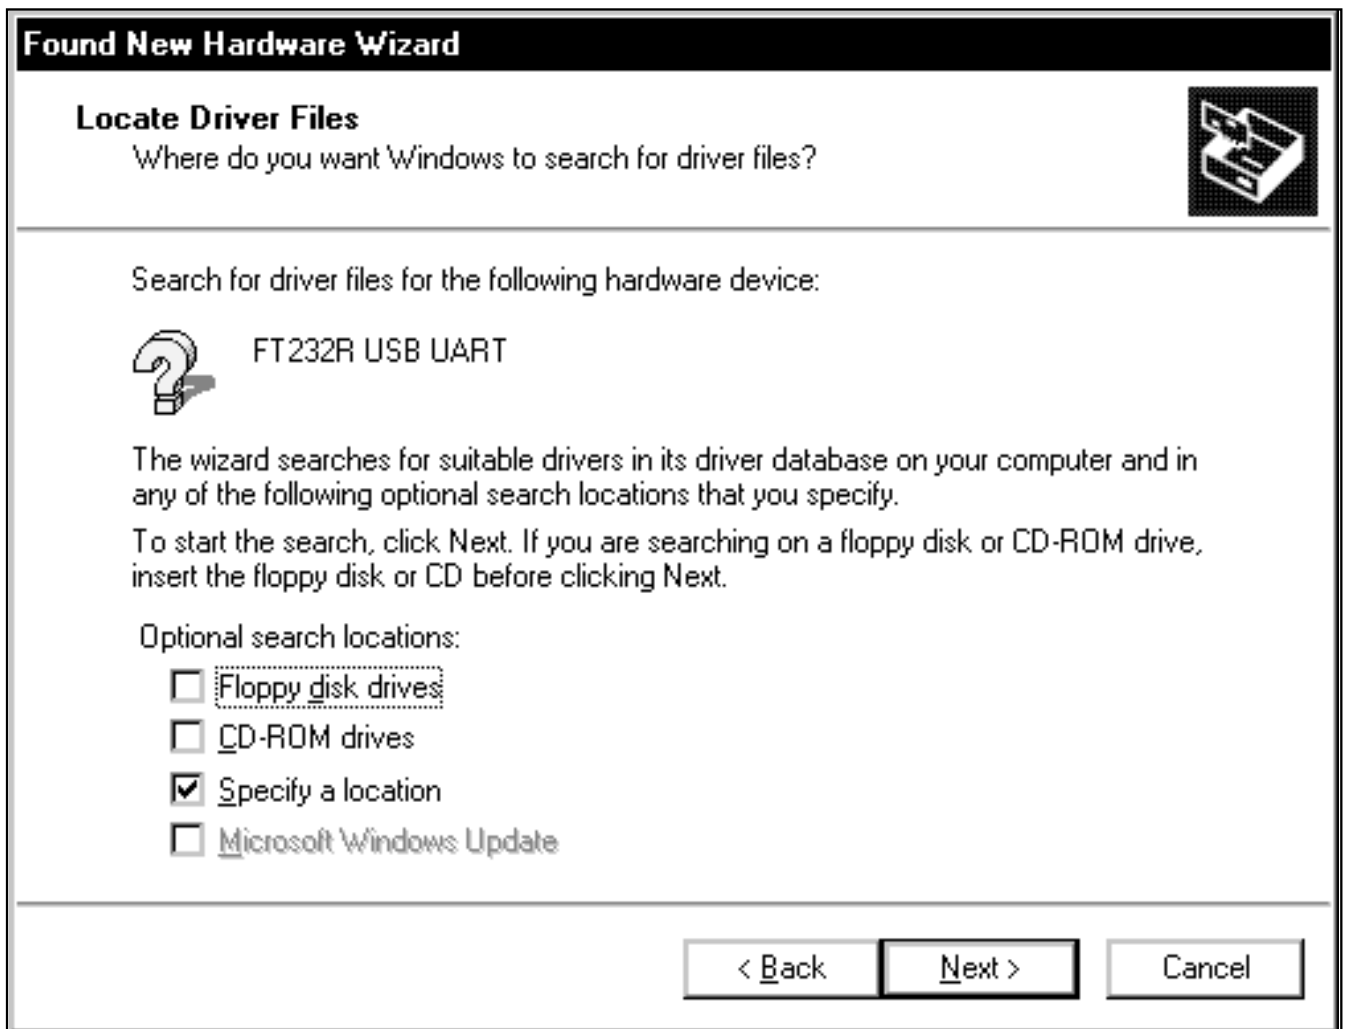 Found New Hardware Wizard
Locate Driver Files
Where do you want Windows to search for driver files?
Search for driver files for the following hardware device:
FT232R USB UART
The wizard searches for suitable drivers in its driver database on your computer and in
any of the following optional search locations that you specify.
To start the search, click Next. If you are searching on a floppy disk or CD-ROM drive,
insert the floppy disk or CD before clicking Next.
Optional search locations:
Floppy disk drives
CD-ROM drives
Specify a location
Microsoft Windows Update
< Back Next > Cancel